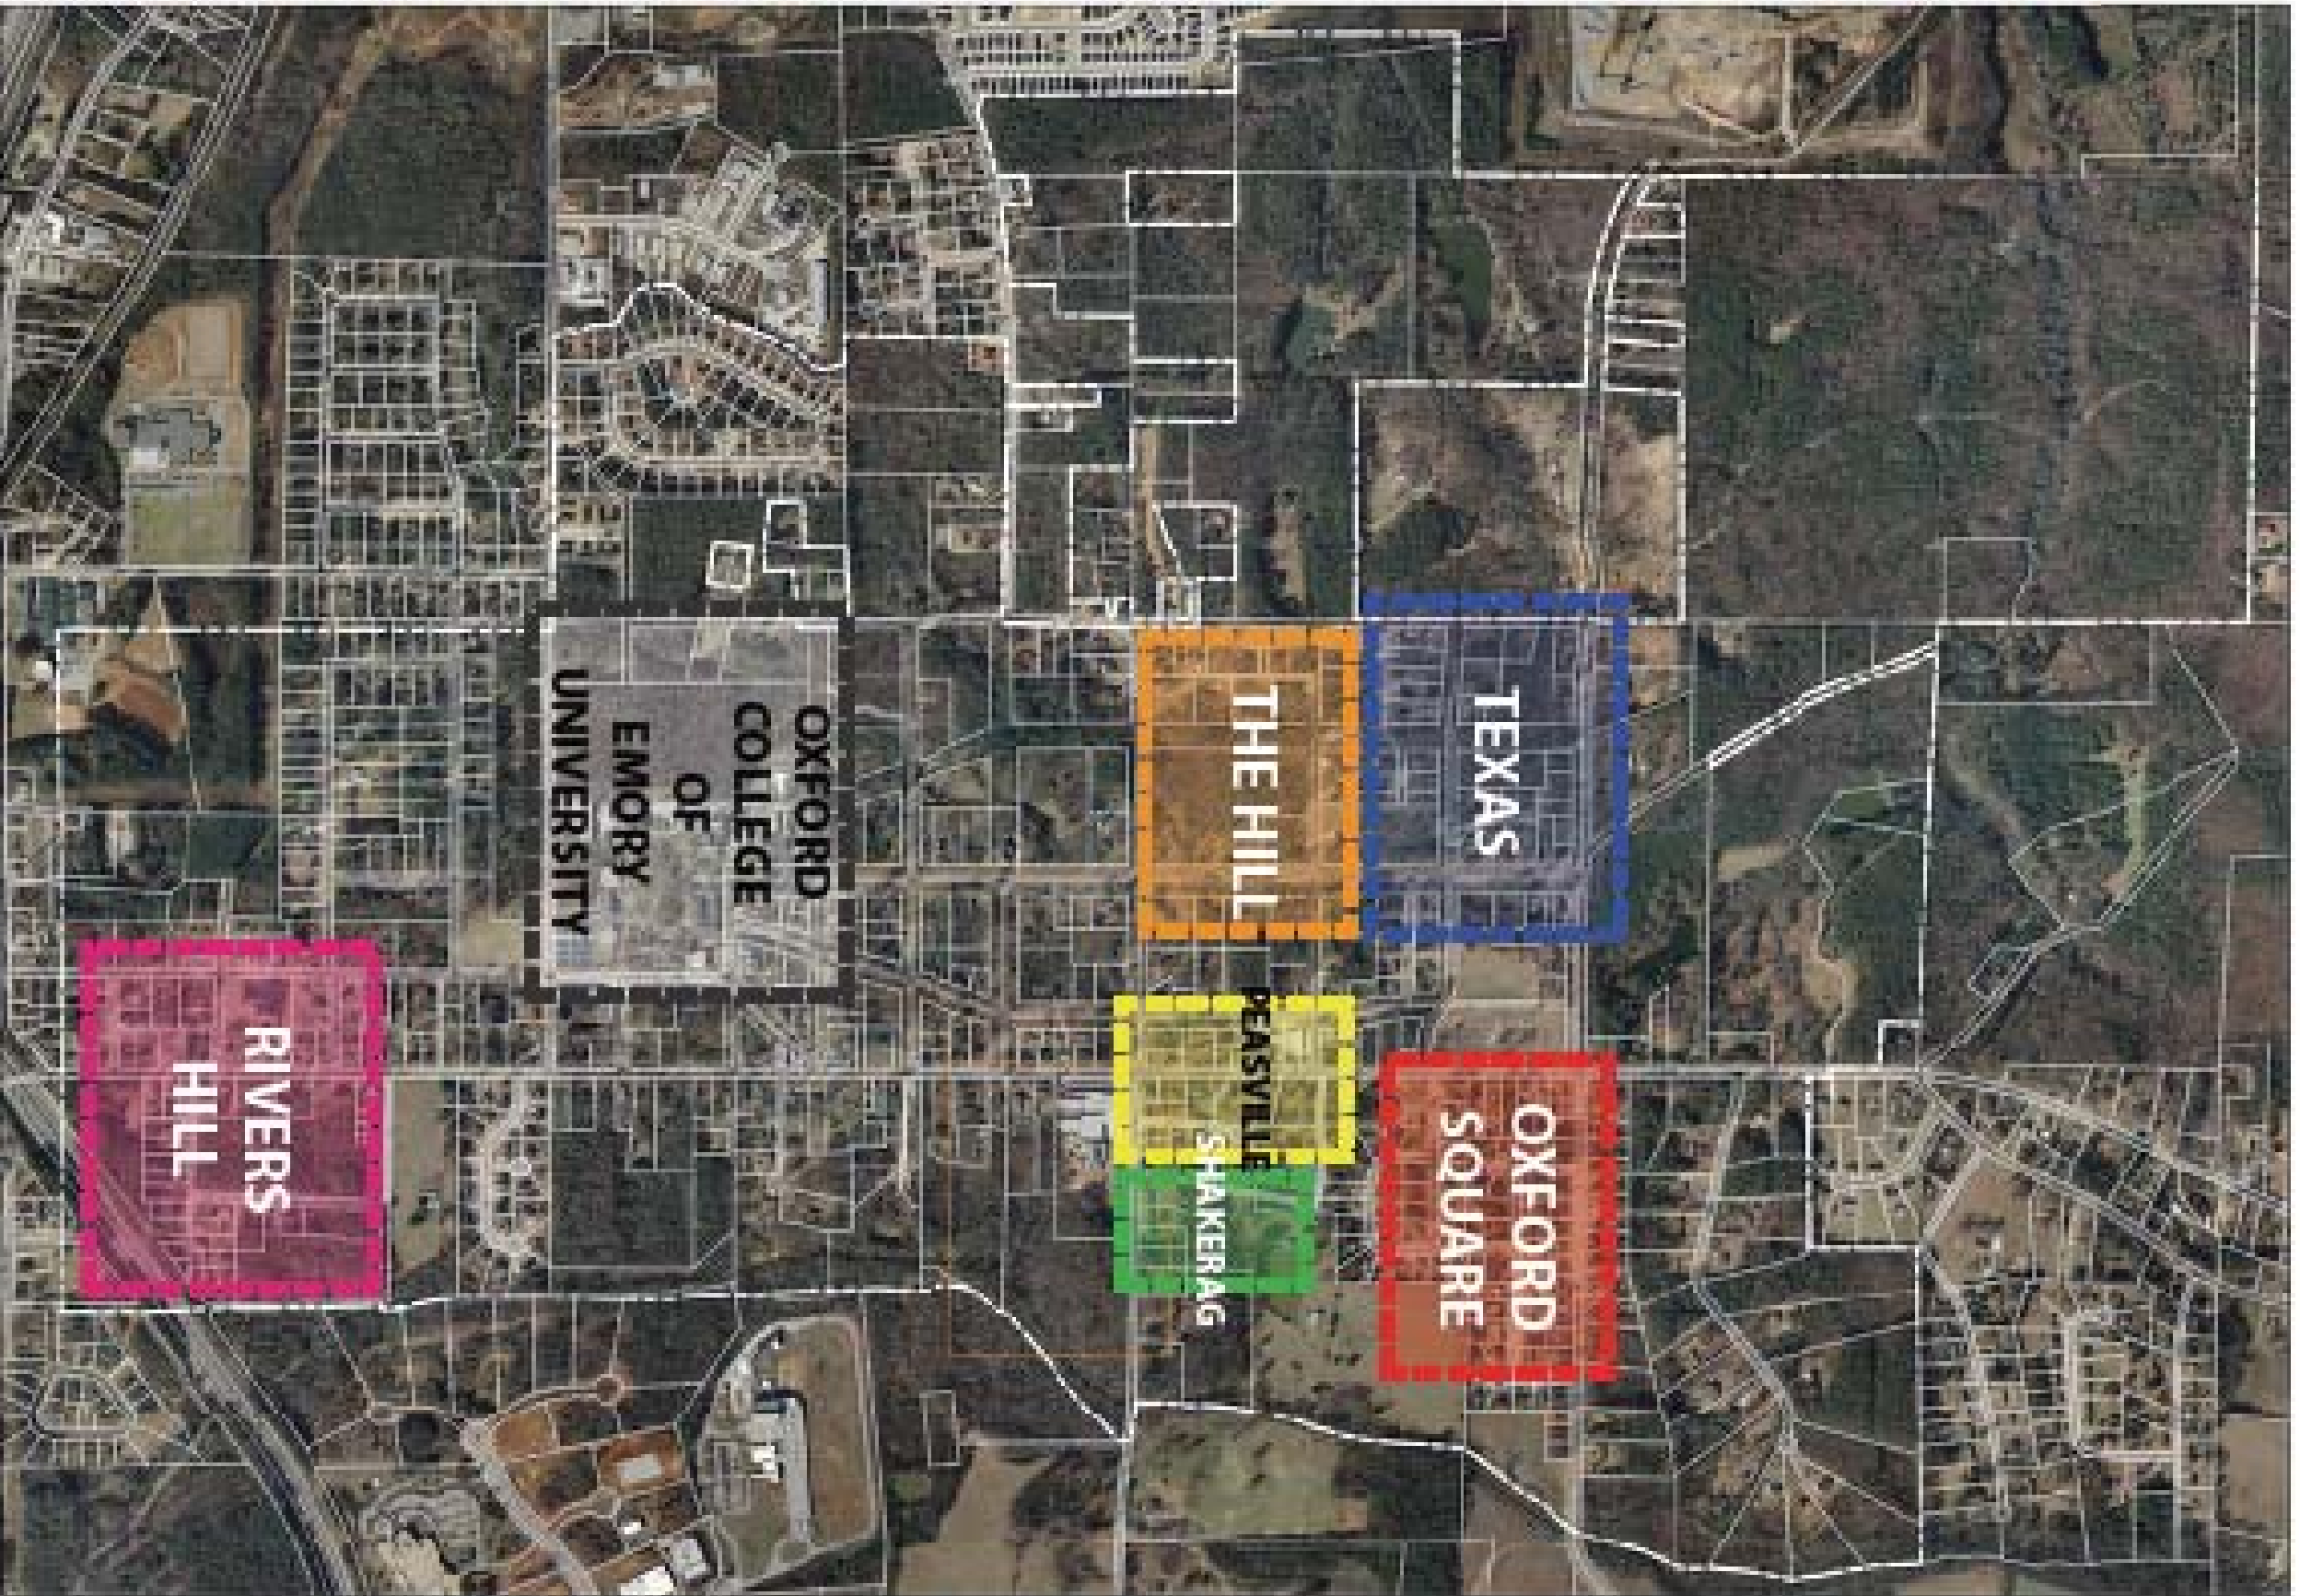 TEXAS
THE HILL
OXFORD
COLLEGE
OF
EMORY
UNIVERSITY
OXFORD
SQUARE
PEASVILLE
SHAKERAG
RIVERS
HILL